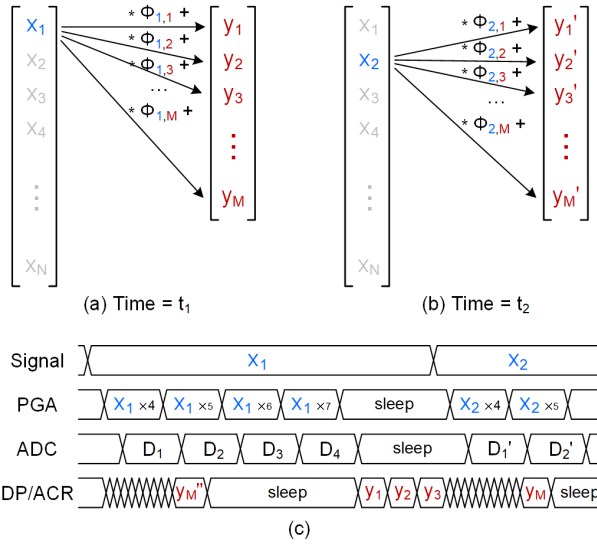 X₁ * Φ₁,₁ + y₁
X₂ * Φ₁,₂ + y₂
X₃ * Φ₁,₃ + y₃
X₄ ...
* Φ₁,M +
⋮ ⋮
yM
XN
(a) Time = t₁
X₁ * Φ₂,₁ + y₁'
X₂ * Φ₂,₂ + y₂'
X₃ * Φ₂,₃ + y₃'
X₄ ...
* Φ₂,M +
⋮ ⋮
yM'
XN
(b) Time = t₂
Signal X₁ X₂
PGA X₁ ×4 X₁ ×5 X₁ ×6 X₁ ×7 sleep X₂ ×4 X₂ ×5
ADC D₁ D₂ D₃ D₄ sleep D₁' D₂'
DP/ACR yM'' sleep y₁ y₂ y₃ yM sleep
(c)